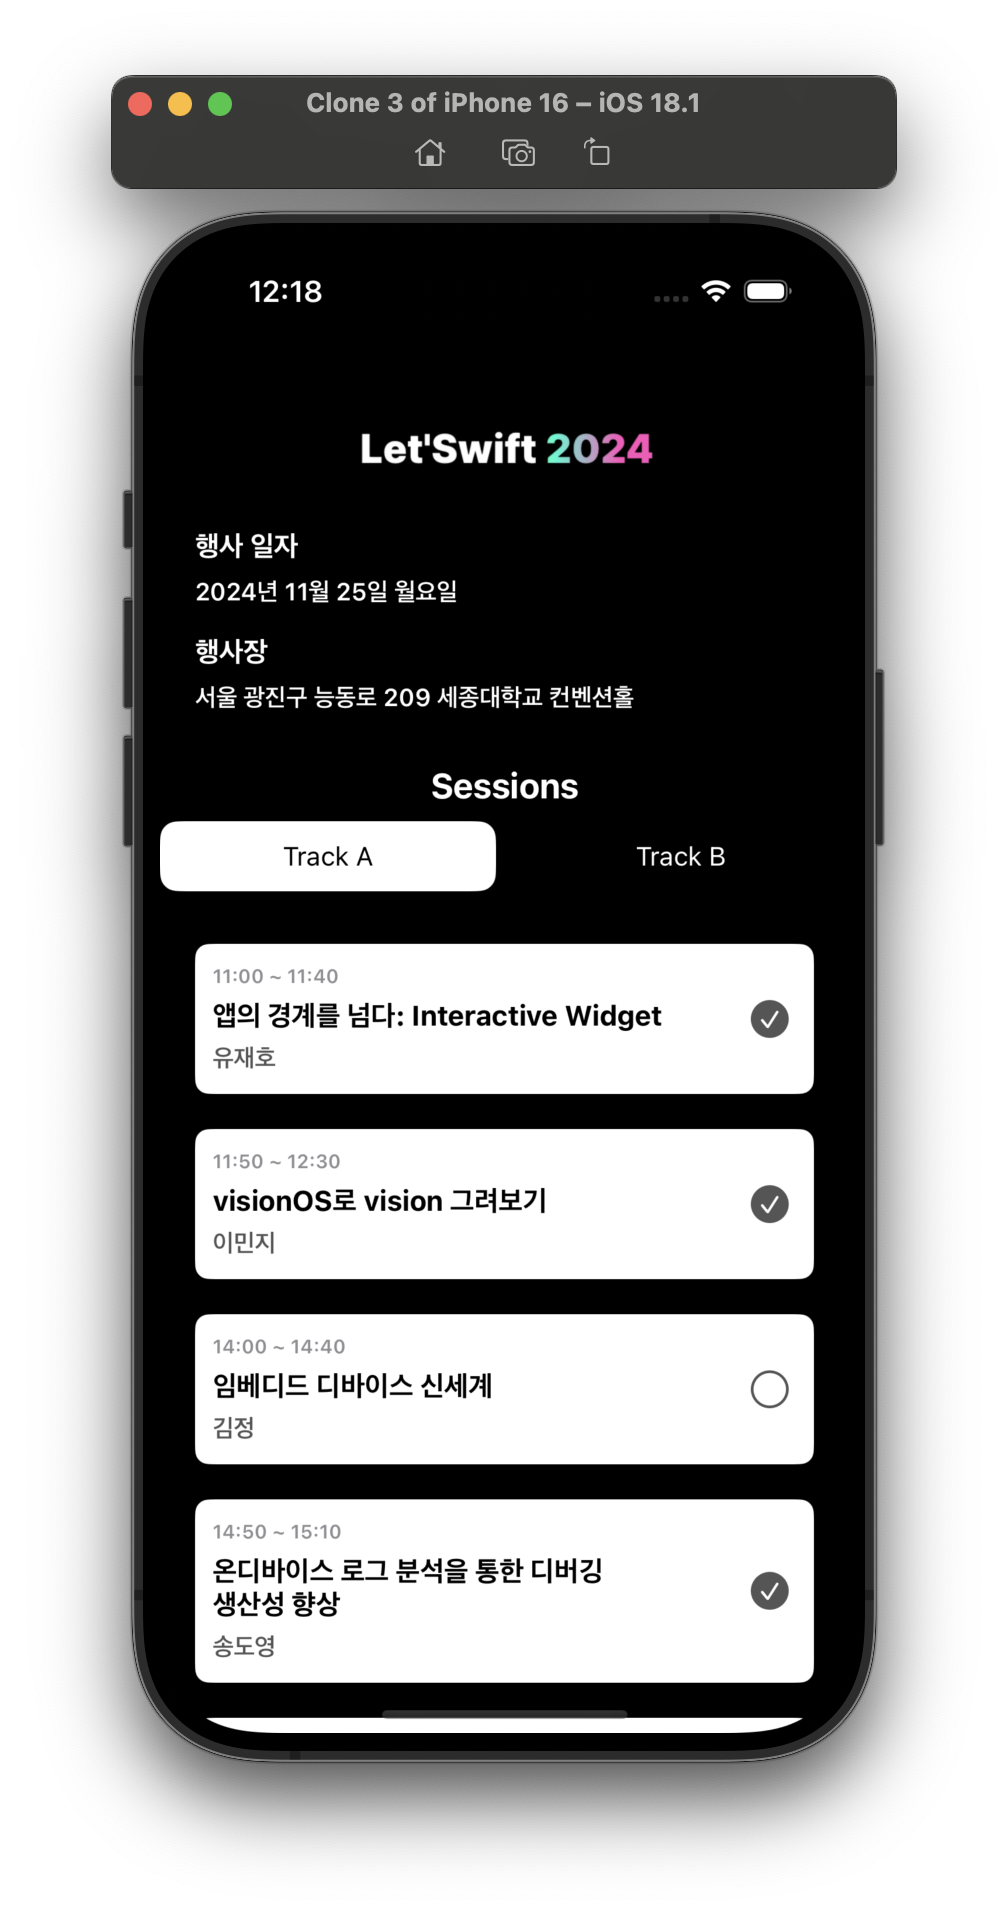 Clone 3 of iPhone 16 – iOS 18.1
12:18
Let'Swift 2024
행사 일자
2024년 11월 25일 월요일
행사장
서울 광진구 능동로 209 세종대학교 컨벤션홀
Sessions
Track A
Track B
11:00 ~ 11:40
앱의 경계를 넘다: Interactive Widget
유재호
11:50 ~ 12:30
visionOS로 vision 그려보기
이민지
14:00 ~ 14:40
임베디드 디바이스 신세계
김정
14:50 ~ 15:10
온디바이스 로그 분석을 통한 디버깅
생산성 향상
송도영